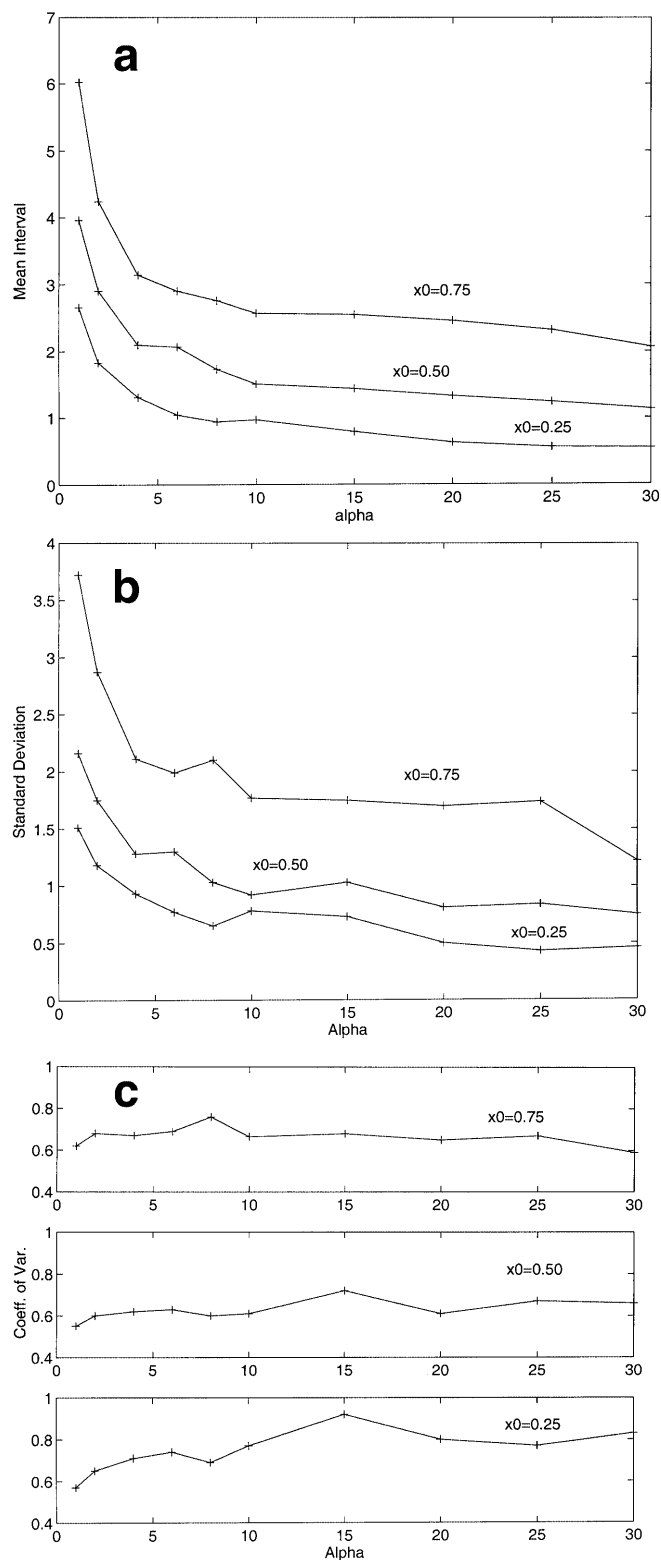 a
7
6
5
4
3
2
1
0
Mean Interval
x0=0.75
x0=0.50
x0=0.25
0 5 10 15 20 25 30
alpha
b
4
3.5
3
2.5
2
1.5
1
0.5
0
Standard Deviation
x0=0.75
x0=0.50
x0=0.25
0 5 10 15 20 25 30
Alpha
c
1
0.8
0.6
0.4
x0=0.75
0 5 10 15 20 25 30
Coeff. of Var.
1
0.8
0.6
0.4
x0=0.50
0 5 10 15 20 25 30
1
0.8
0.6
0.4
x0=0.25
0 5 10 15 20 25 30
Alpha